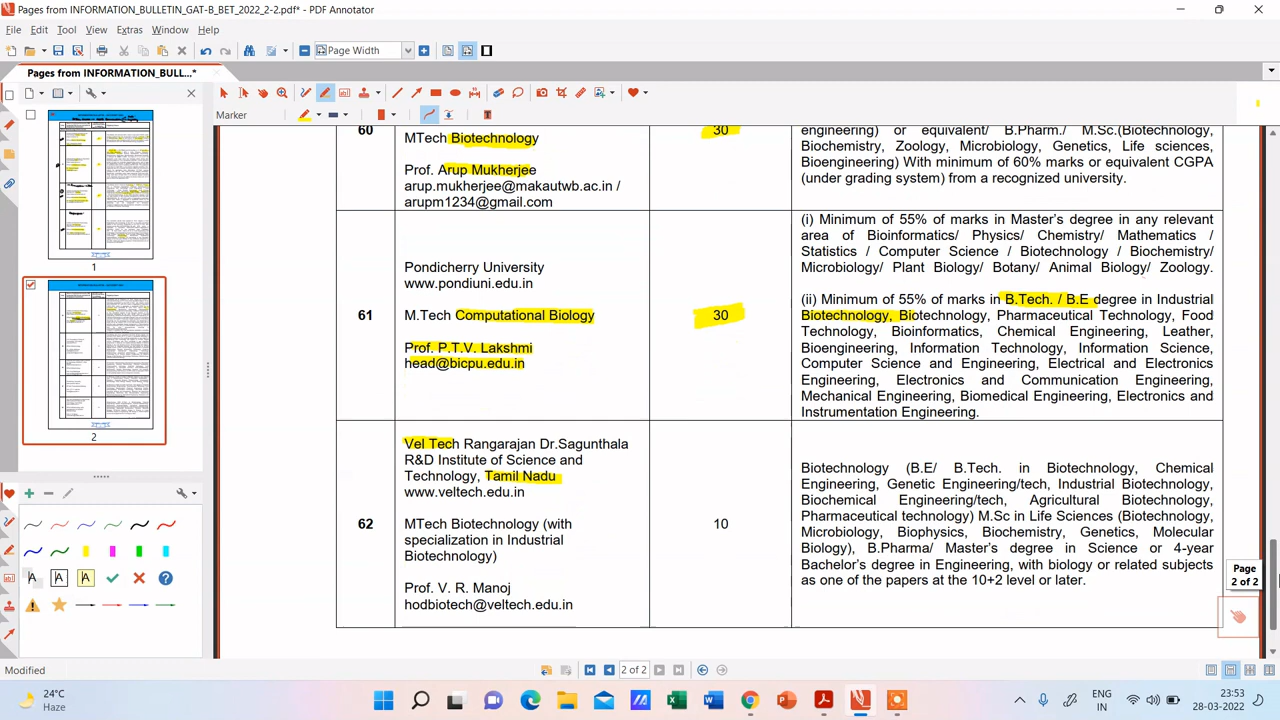 Pages from INFORMATION_BULLETIN_GAT-B_BET_2022_2-2.pdf* - PDF Annotator
File Edit Tool View Extras Window Help
Page Width
Pages from INFORMATION_BULL...*
Marker
1
2
60
MTech Biotechnology
Prof. Arup Mukherjee
arup.mukherjee@makautwb.ac.in /
arupm1234@gmail.com
30
engineering) or equivalent/ B.Pharm./ M.Sc.(Biotechnology,
Biochemistry, Zoology, Microbiology, Genetics, Life sciences,
Bioengineering) With minimum of 60% marks or equivalent CGPA
(under grading system) from a recognized university.
61
Pondicherry University
www.pondiuni.edu.in
M.Tech Computational Biology
Prof. P.T.V. Lakshmi
head@bicpu.edu.in
30
(i) Minimum of 55% of marks in Master's degree in any relevant
area of Bioinformatics/ Physics/ Chemistry/ Mathematics /
Statistics / Computer Science / Biotechnology / Biochemistry/
Microbiology/ Plant Biology/ Botany/ Animal Biology/ Zoology.
(ii) Minimum of 55% of marks in B.Tech. / B.E degree in Industrial
Biotechnology, Biotechnology, Pharmaceutical Technology, Food
Technology, Bioinformatics, Chemical Engineering, Leather,
Bioengineering, Information Technology, Information Science,
Computer Science and Engineering, Electrical and Electronics
Engineering, Electronics and Communication Engineering,
Mechanical Engineering, Biomedical Engineering, Electronics and
Instrumentation Engineering.
62
Vel Tech Rangarajan Dr.Sagunthala
R&D Institute of Science and
Technology, Tamil Nadu
www.veltech.edu.in
MTech Biotechnology (with
specialization in Industrial
Biotechnology)
Prof. V. R. Manoj
hodbiotech@veltech.edu.in
10
Biotechnology (B.E/ B.Tech. in Biotechnology, Chemical
Engineering, Genetic Engineering/tech, Industrial Biotechnology,
Biochemical Engineering/tech, Agricultural Biotechnology,
Pharmaceutical technology) M.Sc in Life Sciences (Biotechnology,
Microbiology, Biophysics, Biochemistry, Genetics, Molecular
Biology), B.Pharma/ Master's degree in Science or 4-year
Bachelor's degree in Engineering, with biology or related subjects
as one of the papers at the 10+2 level or later.
Page
2 of 2
Modified
2 of 2
24°C
Haze
ENG
IN
23:53
28-03-2022